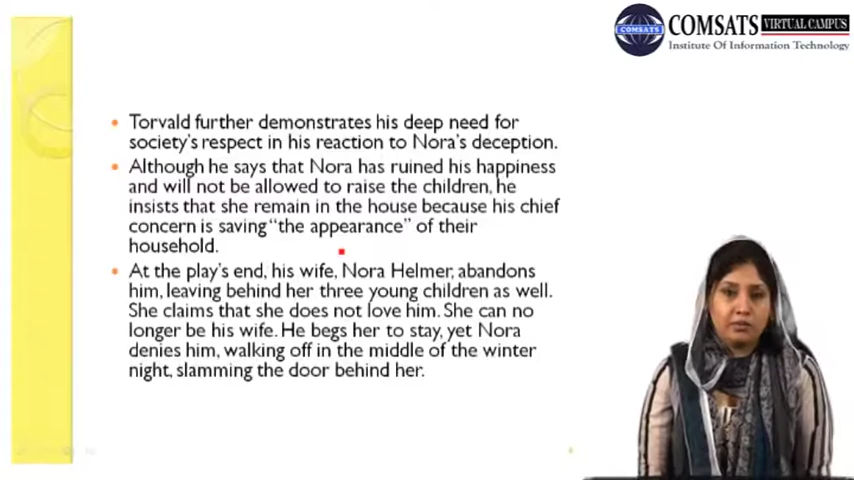 COMSATS
COMSATS VIRTUAL CAMPUS
Institute Of Information Technology
Torvald further demonstrates his deep need for
society's respect in his reaction to Nora's deception.
Although he says that Nora has ruined his happiness
and will not be allowed to raise the children, he
insists that she remain in the house because his chief
concern is saving "the appearance" of their
household.
At the play's end, his wife, Nora Helmer, abandons
him, leaving behind her three young children as well.
She claims that she does not love him. She can no
longer be his wife. He begs her to stay, yet Nora
denies him, walking off in the middle of the winter
night, slamming the door behind her.